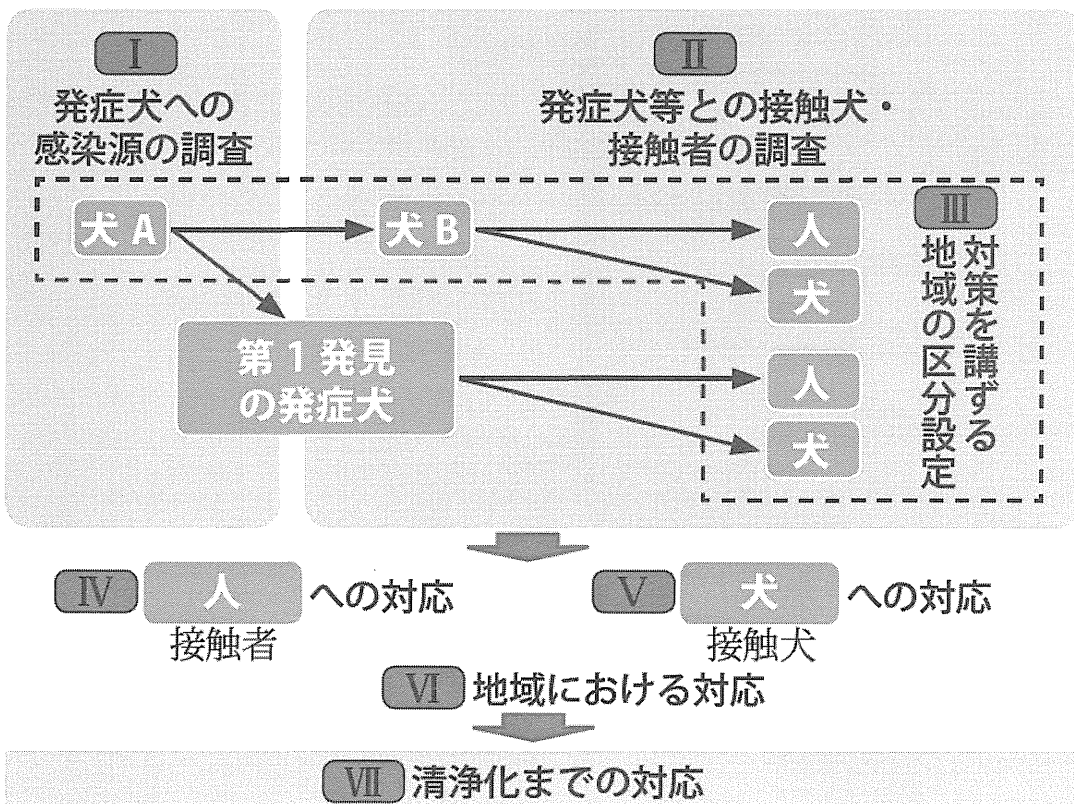 Ⅰ
発症犬への
感染源の調査
Ⅱ
発症犬等との接触犬・
接触者の調査
犬 A
犬 B
人
犬
第 1 発見
の発症犬
人
犬
Ⅲ
対策を講ずる
地域の区分設定
Ⅳ 人 への対応
接触者
Ⅴ 犬 への対応
接触犬
Ⅵ 地域における対応
Ⅶ 清浄化までの対応